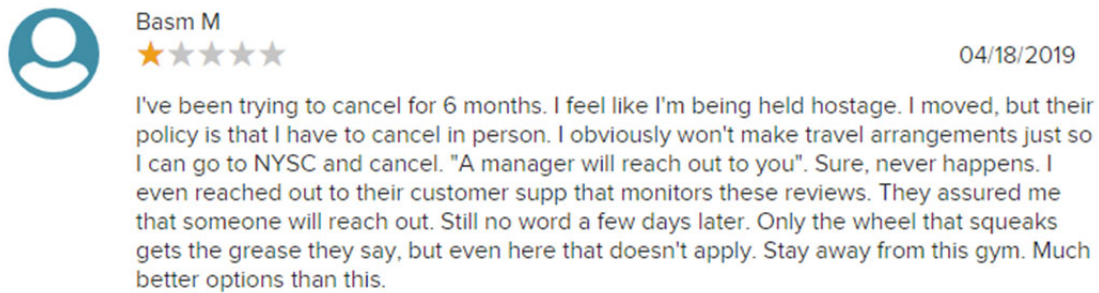 Basm M
04/18/2019
I've been trying to cancel for 6 months. I feel like I'm being held hostage. I moved, but their
policy is that I have to cancel in person. I obviously won't make travel arrangements just so
I can go to NYSC and cancel. "A manager will reach out to you". Sure, never happens. I
even reached out to their customer supp that monitors these reviews. They assured me
that someone will reach out. Still no word a few days later. Only the wheel that squeaks
gets the grease they say, but even here that doesn't apply. Stay away from this gym. Much
better options than this.